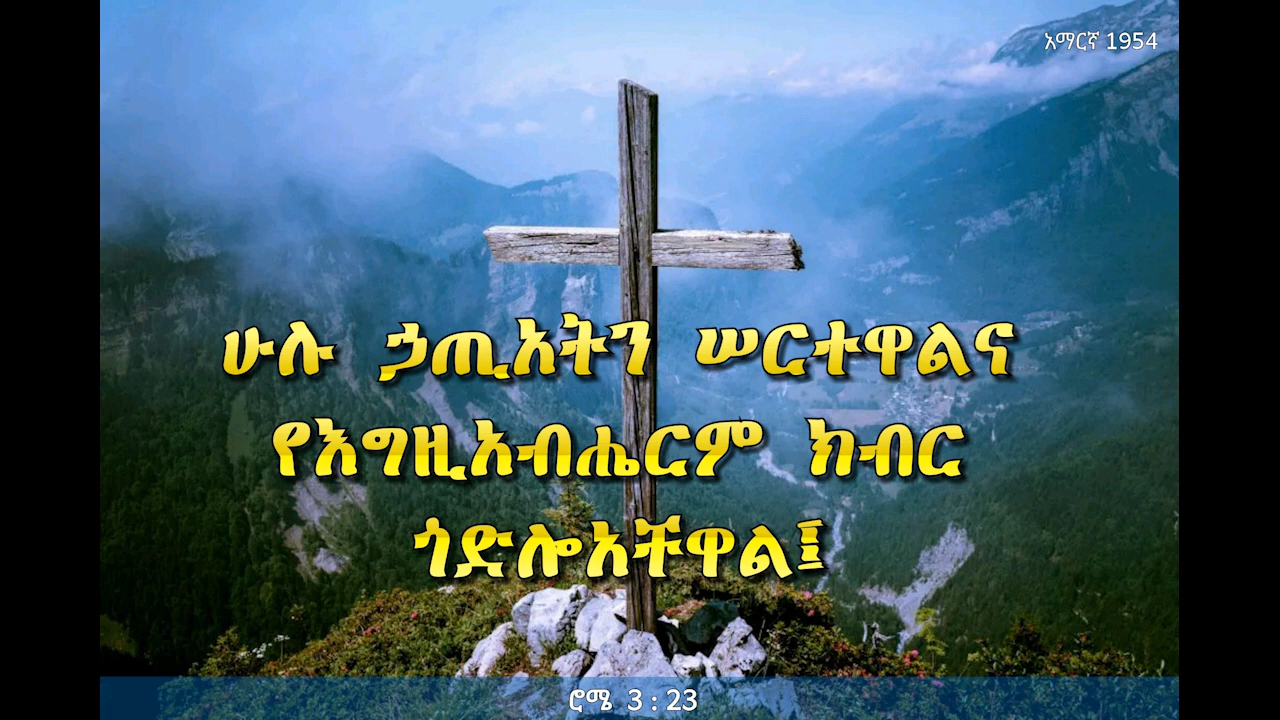 አማርኛ 1954
ሁሉ ኃጢአትን ሠርተዋልና
የእግዚአብሔርም ክብር
ጎድሎአቸዋል፤
ሮሜ 3 : 23